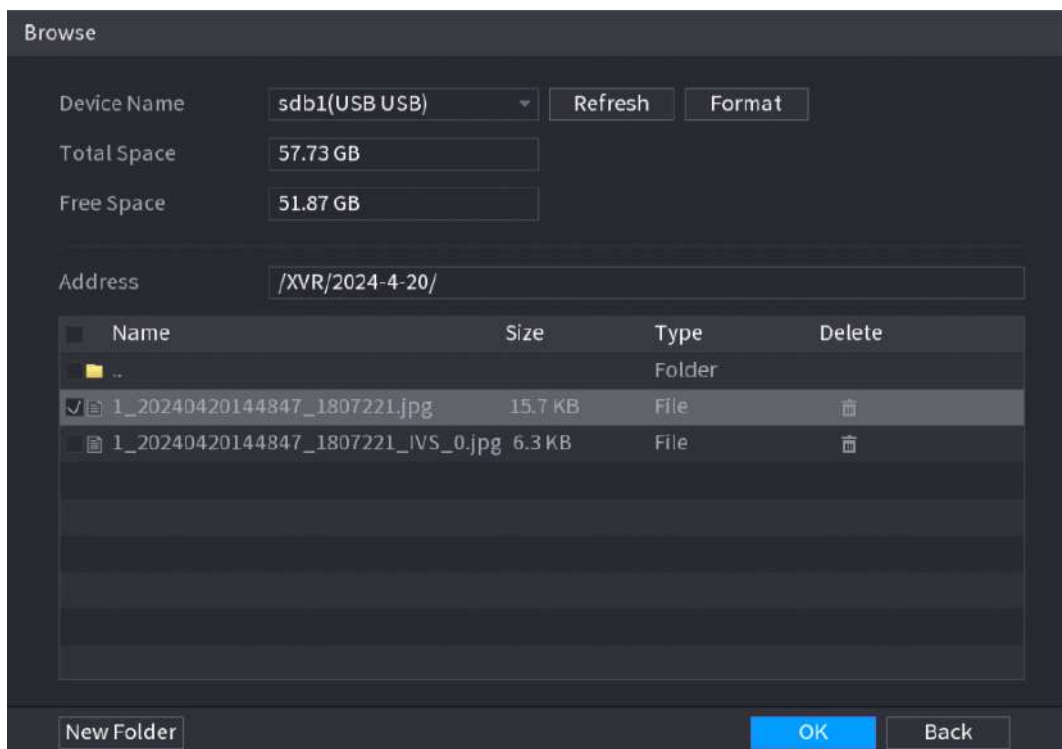 Browse
Device Name sdb1(USB USB) Refresh Format
Total Space 57.73 GB
Free Space 51.87 GB
Address /XVR/2024-4-20/
Name Size Type Delete
.. Folder
1_20240420144847_1807221.jpg 15.7 KB File
1_20240420144847_1807221_IVS_0.jpg 6.3 KB File
New Folder OK Back